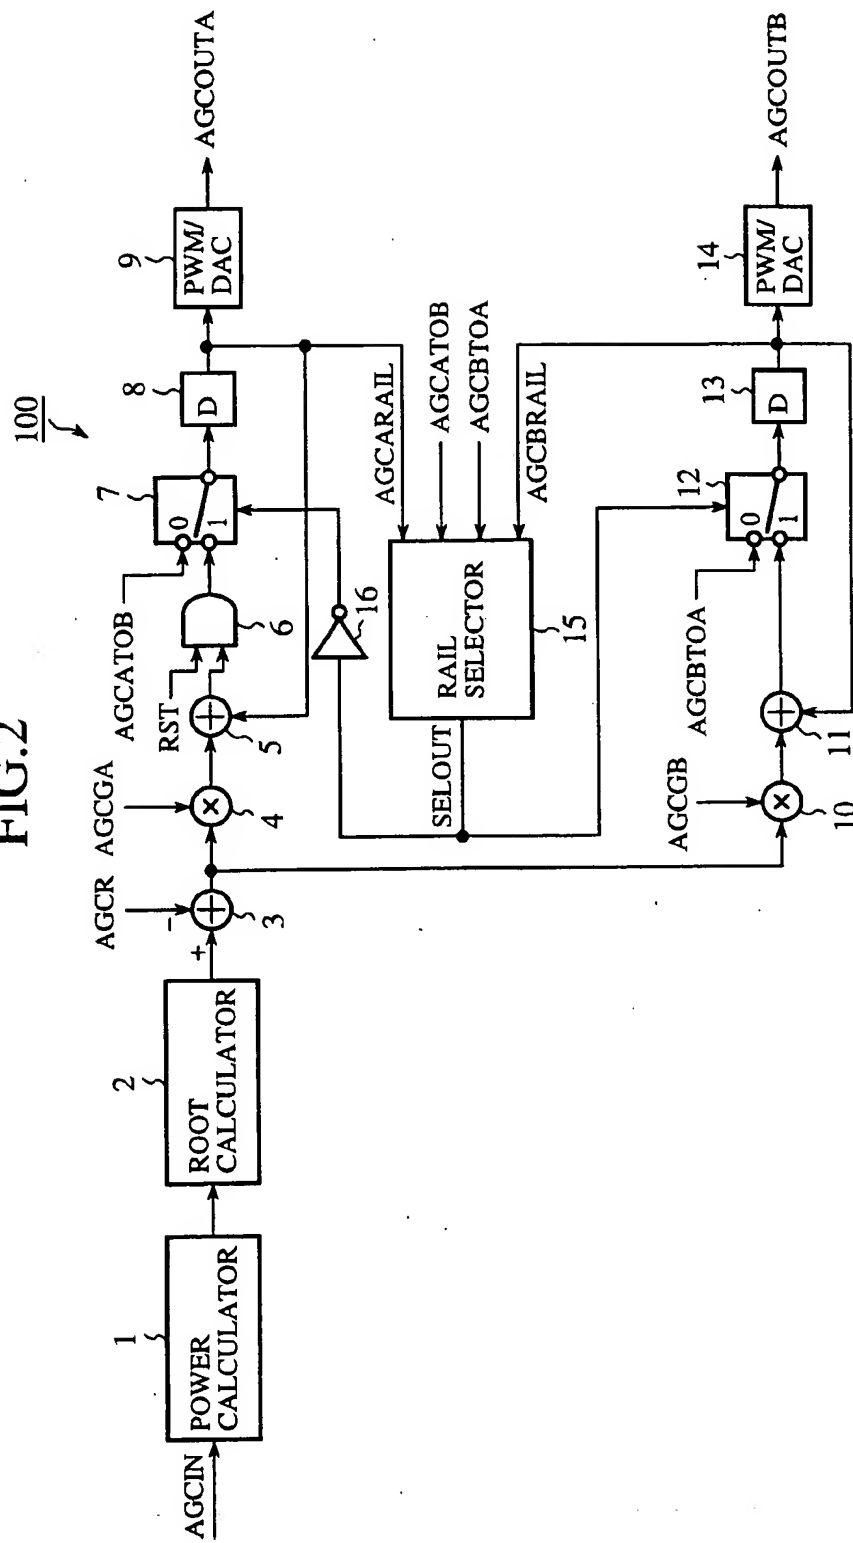 FIG.2
100
AGCIN
1
POWER
CALCULATOR
2
ROOT
CALCULATOR
+
−
AGCR
3
AGCGA
×
4
+
5
RST
6
AGCATOB
0
1
7
D
8
PWM/
DAC
9
AGCOUTA
16
SELOUT
RAIL
SELECTOR
15
AGCARAIL
AGCATOB
AGCBTOA
AGCBRAIL
AGCGB
×
10
+
11
AGCBTOA
0
1
12
D
13
PWM/
DAC
14
AGCOUTB
+